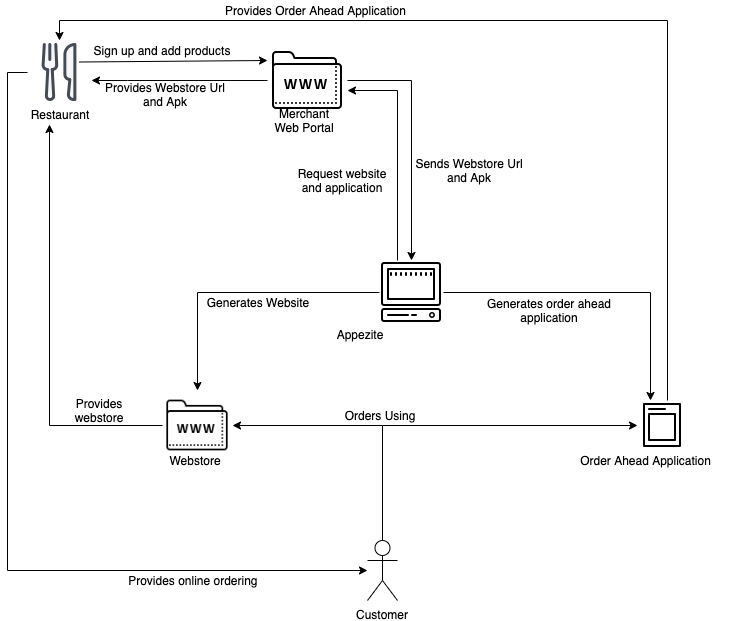 Provides Order Ahead Application
Sign up and add products
WWW
Provides Webstore Url
and Apk
Restaurant
Merchant
Web Portal
Request website
and application
Sends Webstore Url
and Apk
Generates Website
Generates order ahead
application
Appezite
Provides
webstore
Orders Using
WWW
Webstore
Order Ahead Application
Provides online ordering
Customer